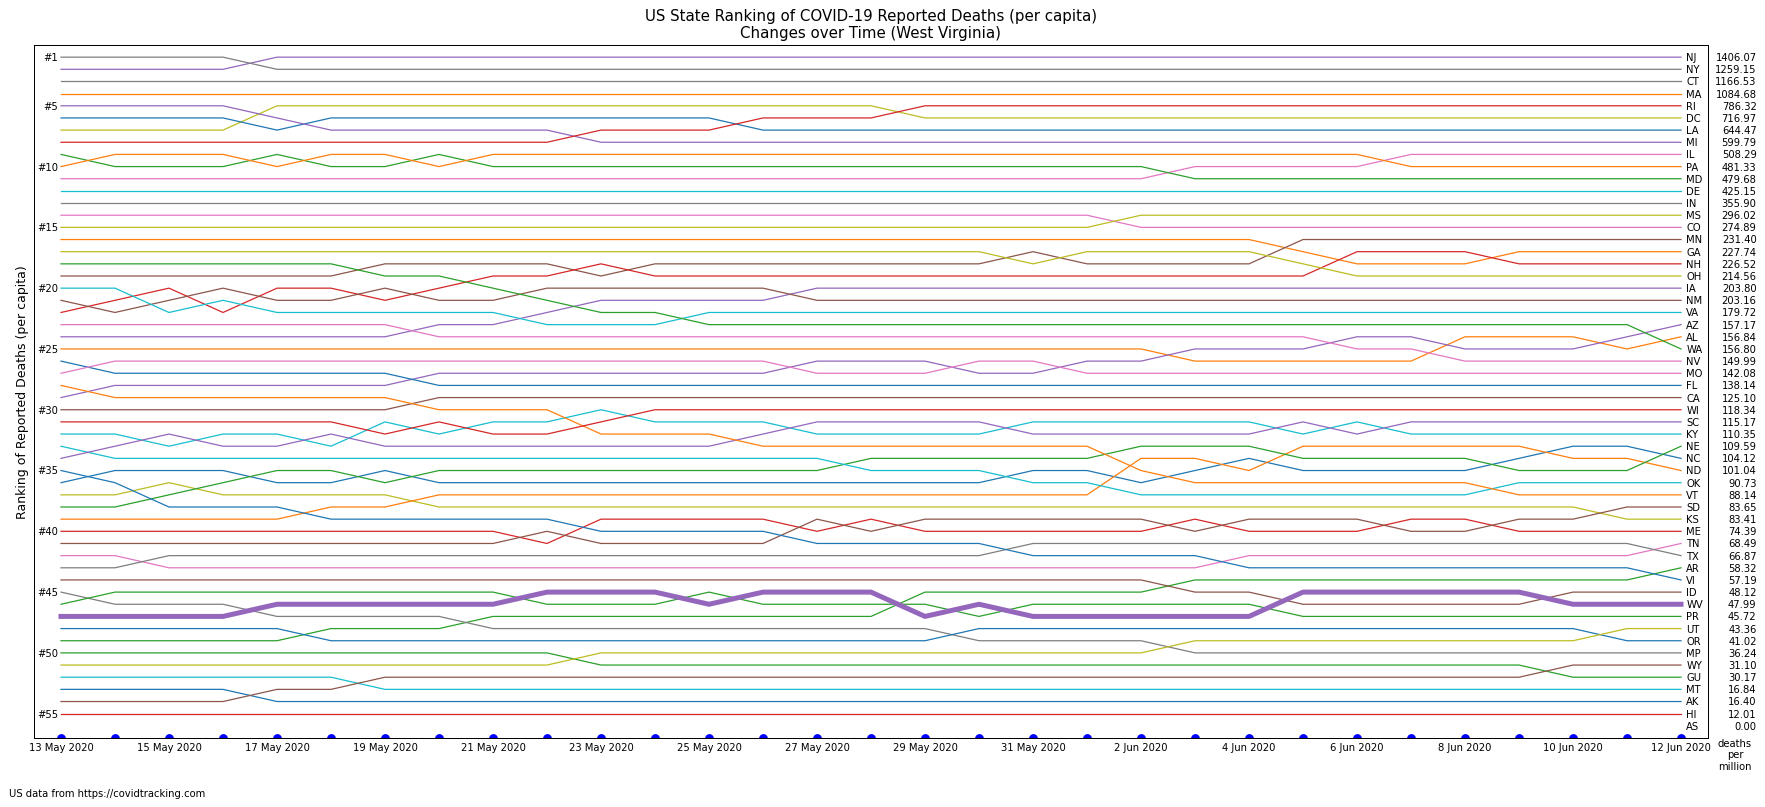 US State Ranking of COVID-19 Reported Deaths (per capita)
Changes over Time (West Virginia)
Ranking of Reported Deaths (per capita)
#1
#5
#10
#15
#20
#25
#30
#35
#40
#45
#50
#55
NJ 1406.07
NY 1259.15
CT 1166.53
MA 1084.68
RI 786.32
DC 716.97
LA 644.47
MI 599.79
IL 508.29
PA 481.33
MD 479.68
DE 425.15
IN 355.90
MS 296.02
CO 274.89
MN 231.40
GA 227.74
NH 226.52
OH 214.56
IA 203.80
NM 203.16
VA 179.72
AZ 157.17
AL 156.84
WA 156.80
NV 149.99
MO 142.08
FL 138.14
CA 125.10
WI 118.34
SC 115.17
KY 110.35
NE 109.59
NC 104.12
ND 101.04
OK 90.73
VT 88.14
SD 83.65
KS 83.41
ME 74.39
TN 68.49
TX 66.87
AR 58.32
VI 57.19
ID 48.12
WV 47.99
PR 45.72
UT 43.36
OR 41.02
MP 36.24
WY 31.10
GU 30.17
MT 16.84
AK 16.40
HI 12.01
AS 0.00
13 May 2020 15 May 2020 17 May 2020 19 May 2020 21 May 2020 23 May 2020 25 May 2020 27 May 2020 29 May 2020 31 May 2020 2 Jun 2020 4 Jun 2020 6 Jun 2020 8 Jun 2020 10 Jun 2020 12 Jun 2020
deaths
per
million
US data from https://covidtracking.com